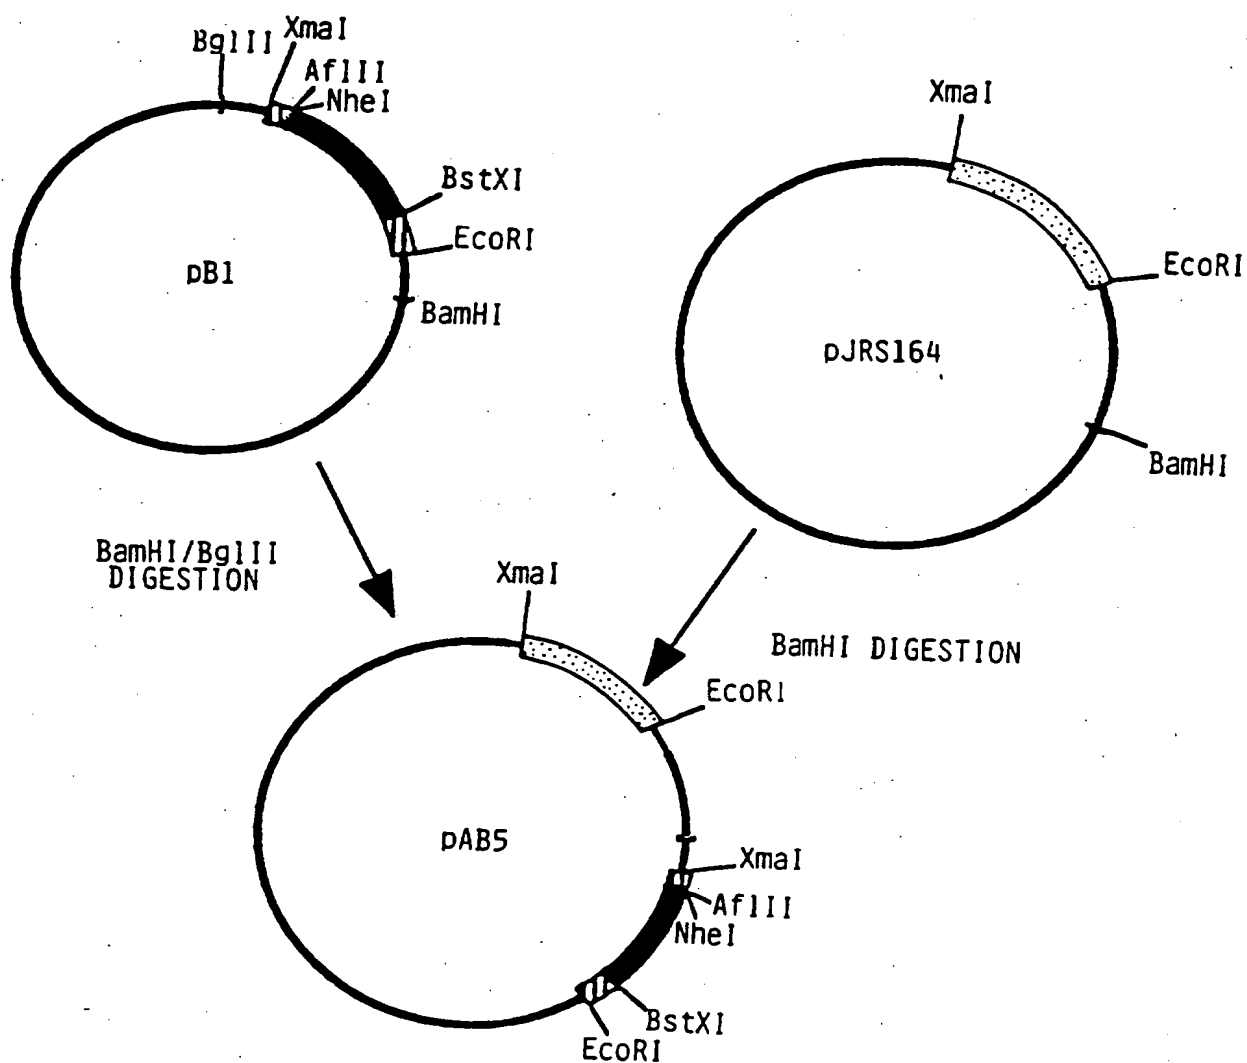 BglII
XmaI
AflII
NheI
BstXI
EcoRI
BamHI
pB1
XmaI
EcoRI
BamHI
pJRS164
BamHI/BglII
DIGESTION
BamHI DIGESTION
XmaI
EcoRI
pAB5
XmaI
AflII
NheI
BstXI
EcoRI